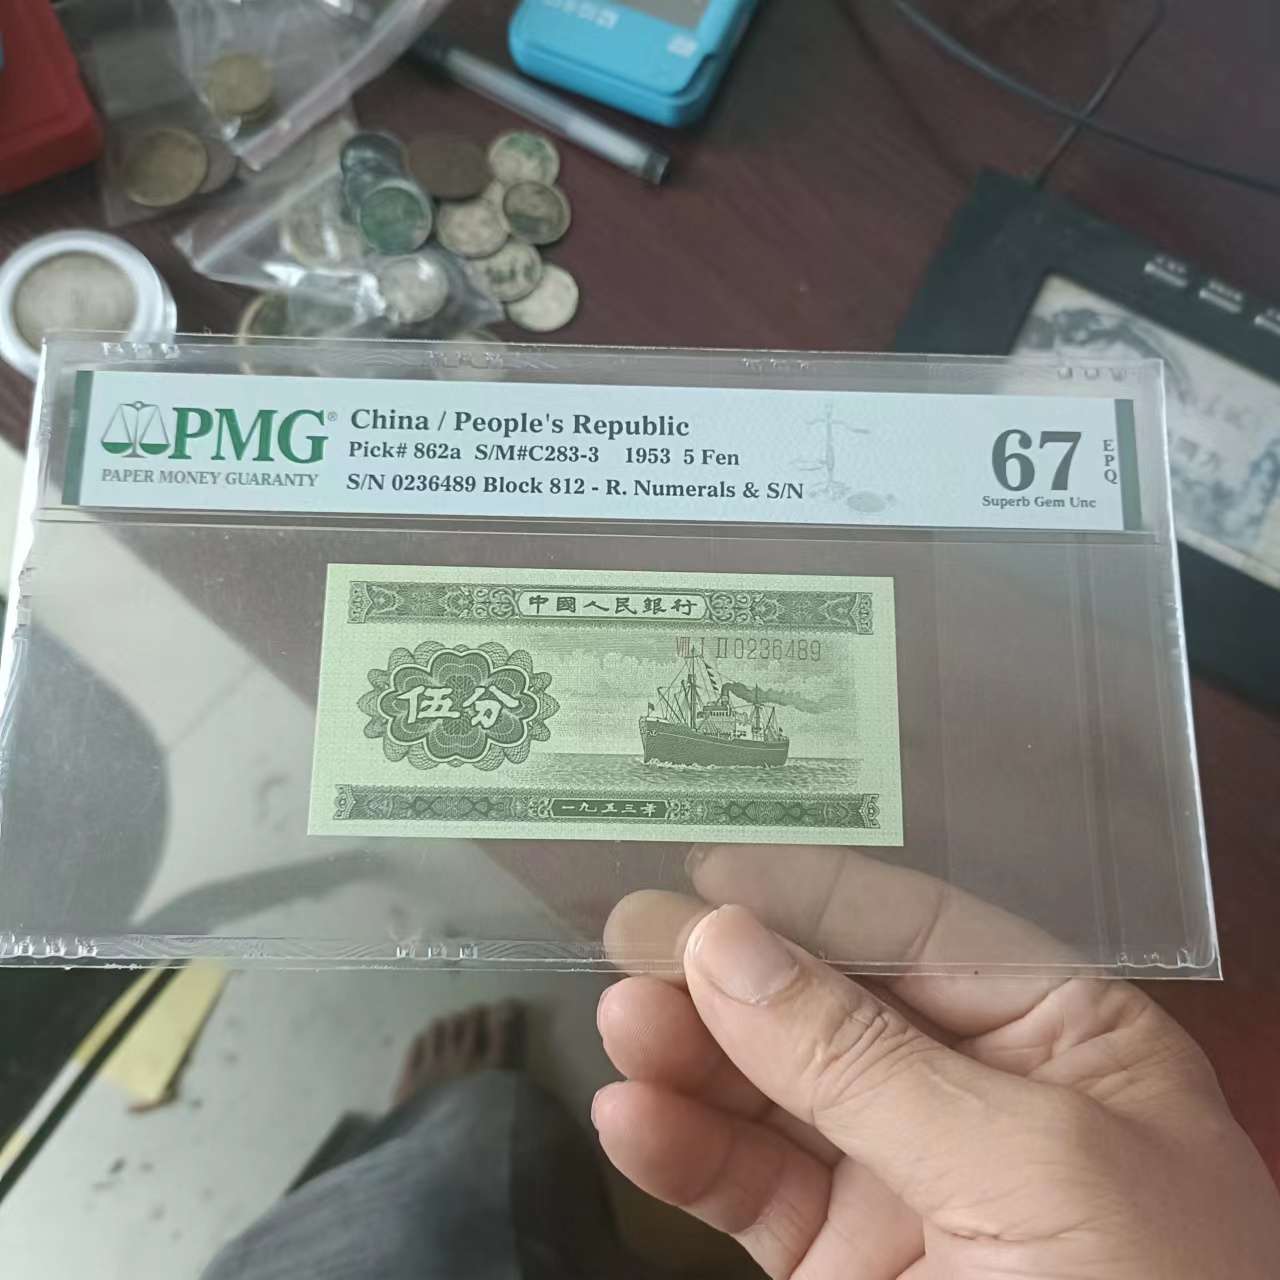 PMG®
PAPER MONEY GUARANTY
China / People's Republic
Pick# 862a S/M#C283-3 1953 5 Fen
S/N 0236489 Block 812 - R. Numerals & S/N
67
EPQ
Superb Gem Unc
中國人民銀行
VIII I II 0236489
伍分
一九五三年